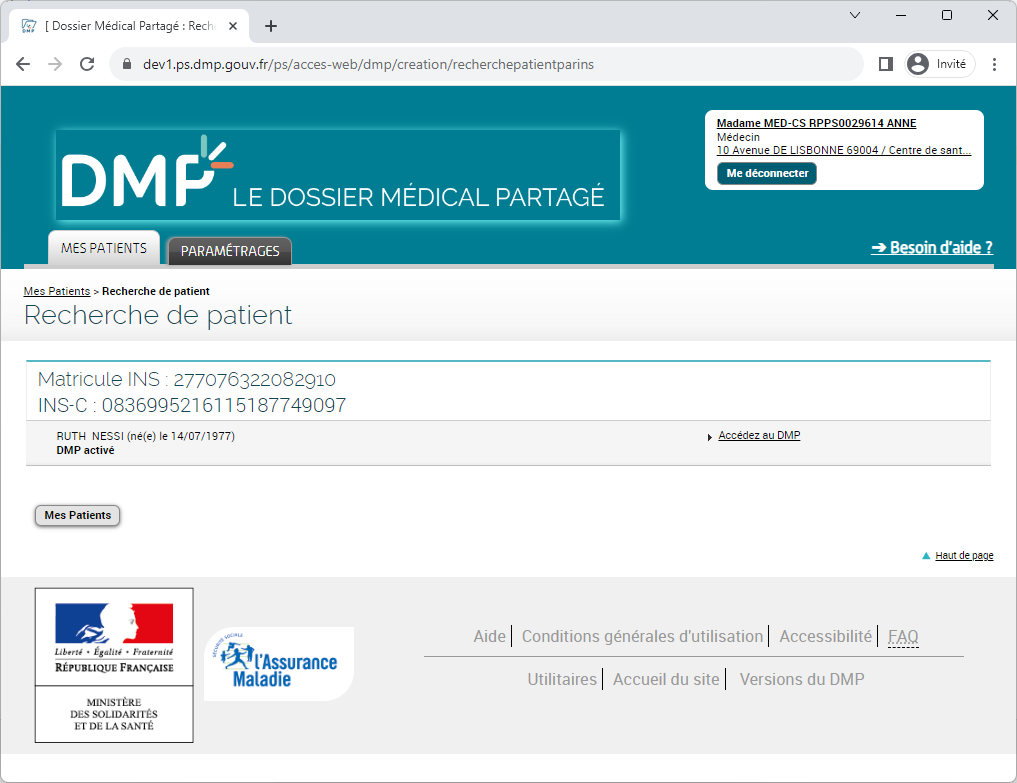 [ Dossier Médical Partagé : Rech
dev1.ps.dmp.gouv.fr/ps/acces-web/dmp/creation/recherchepatientparins
Invité
DMP LE DOSSIER MÉDICAL PARTAGÉ
Madame MED-CS RPPS0029614 ANNE
Médecin
10 Avenue DE LISBONNE 69004 / Centre de sant...
Me déconnecter
MES PATIENTS
PARAMÉTRAGES
➔ Besoin d'aide ?
Mes Patients > Recherche de patient
Recherche de patient
Matricule INS : 277076322082910
INS-C : 0836995216115187749097
RUTH NESSI (né(e) le 14/07/1977)
DMP activé
Accédez au DMP
Mes Patients
Haut de page
Liberté • Égalité • Fraternité
RÉPUBLIQUE FRANÇAISE
MINISTÈRE
DES SOLIDARITÉS
ET DE LA SANTÉ
SÉCURITÉ SOCIALE
l'Assurance
Maladie
Aide
Conditions générales d'utilisation
Accessibilité
FAQ
Utilitaires
Accueil du site
Versions du DMP